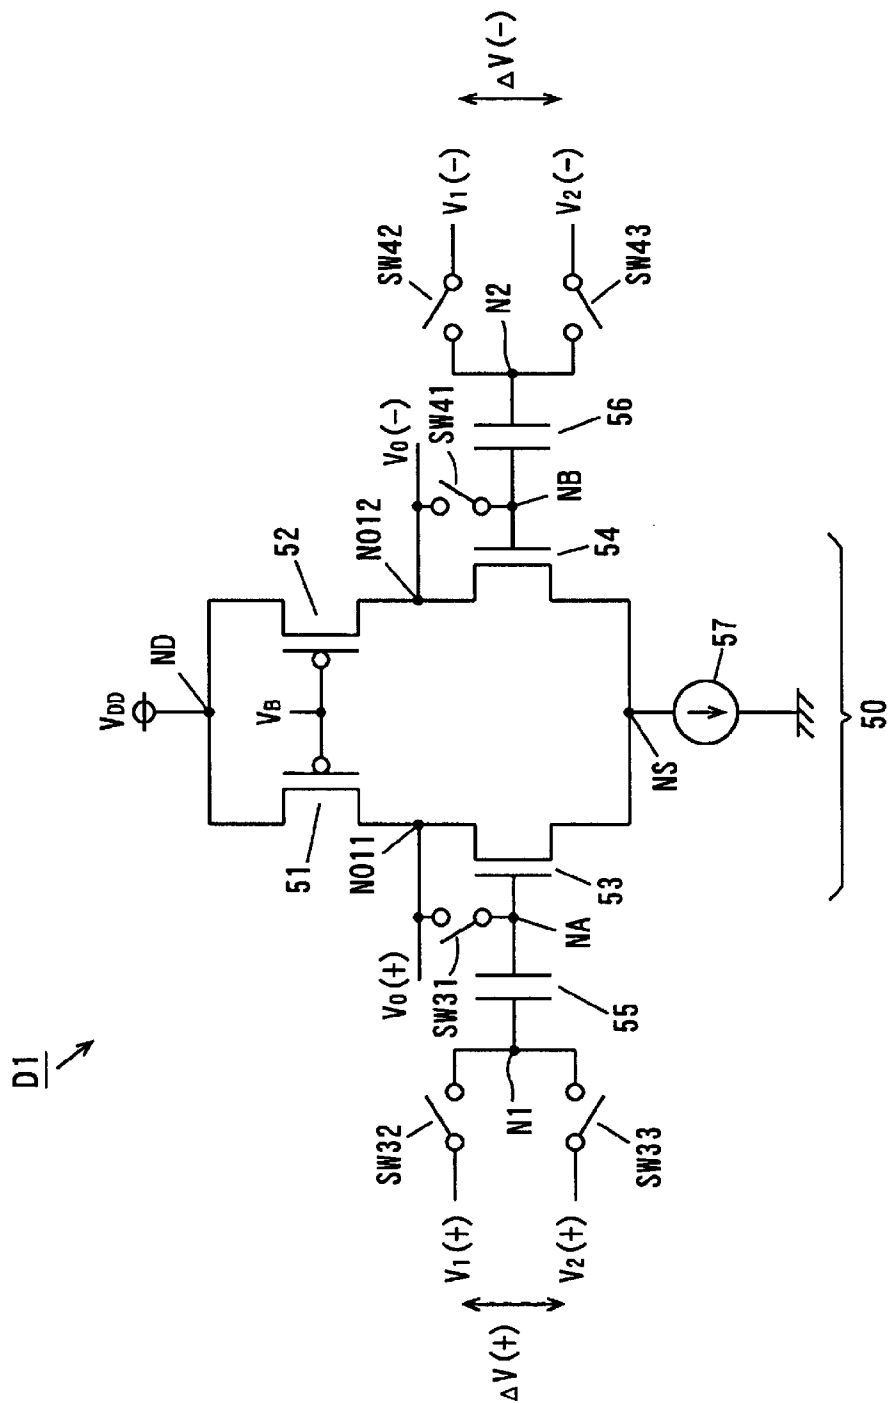 D1
VDD
ND
51
VB
52
NO11
NO12
V0(+)
V0(-)
SW31
SW41
SW32
SW42
V1(+)
V1(-)
ΔV(+)
ΔV(-)
N1
55
NA
53
54
NB
56
N2
V2(+)
V2(-)
SW33
SW43
NS
57
50